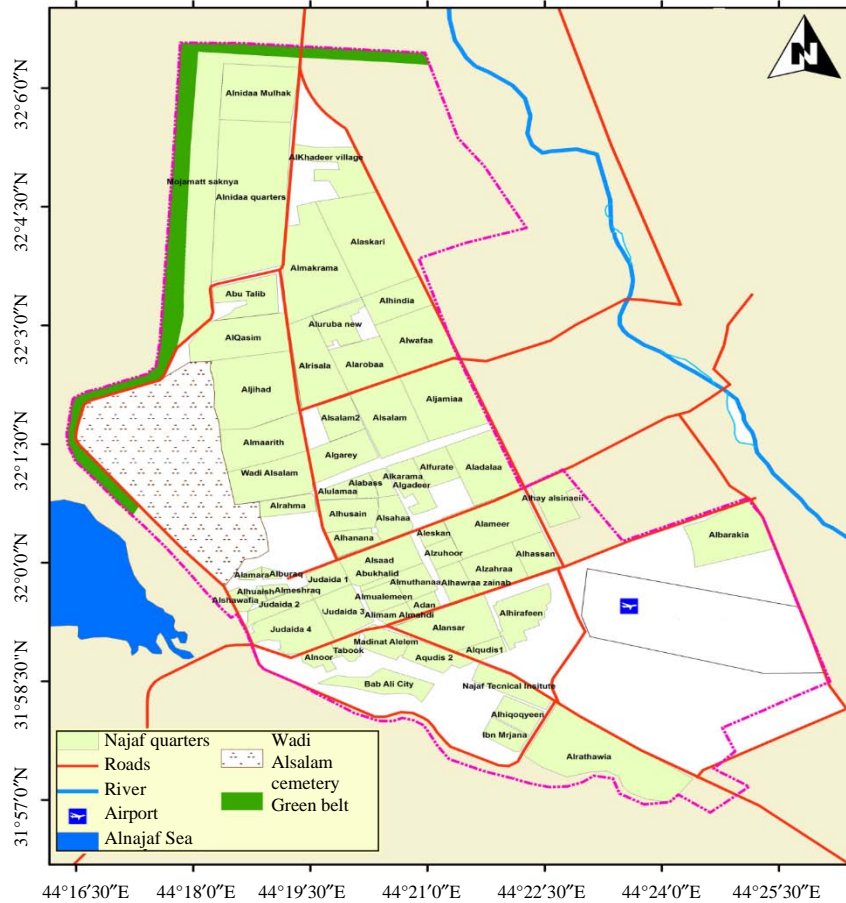 N
32°6′0″N
32°4′30″N
32°3′0″N
32°1′30″N
32°0′0″N
31°58′30″N
31°57′0″N
Alnidaa Mulhak
AlKhadeer village
Mojamatt saknya
Alnidaa quarters
Alaskari
Almakrama
Abu Talib
Alhindia
Aluruba new
AlQasim
Alwafaa
Alrisala
Alarobaa
Aljihad
Aljamiaa
Alsalam2
Alsalam
Almaarith
Algarey
Wadi Alsalam
Alfurate
Aladalaa
Alkarama
Alabass
Algadeer
Alulamaa
Alrahma
Alhay alsinani
Alhusain
Alsahaa
Alameer
Aleskan
Albarakia
Alhanana
Alzuhoor
Alhassan
Alsaad
Alzahraa
Alamara
Alburaq
Abukhalid
Judaida 1
Almuthanaa
Alhawraa zainab
Alhuaish
Almeshraq
Alshawafia
Almualemeen
Judaida 2
Adan
Judaida 3
Alimam Almahdi
Alhirafeen
Judaida 4
Alansar
Madinat Alelem
Tabook
Alqudis1
Alnoor
Aqudis 2
Bab Ali City
Najaf Tecnical Insitute
Alhiqoqyeen
Ibn Mrjana
Alrathawia
Najaf quarters
Roads
River
Airport
Alnajaf Sea
Wadi
Alsalam
cemetery
Green belt
44°16′30″E
44°18′0″E
44°19′30″E
44°21′0″E
44°22′30″E
44°24′0″E
44°25′30″E